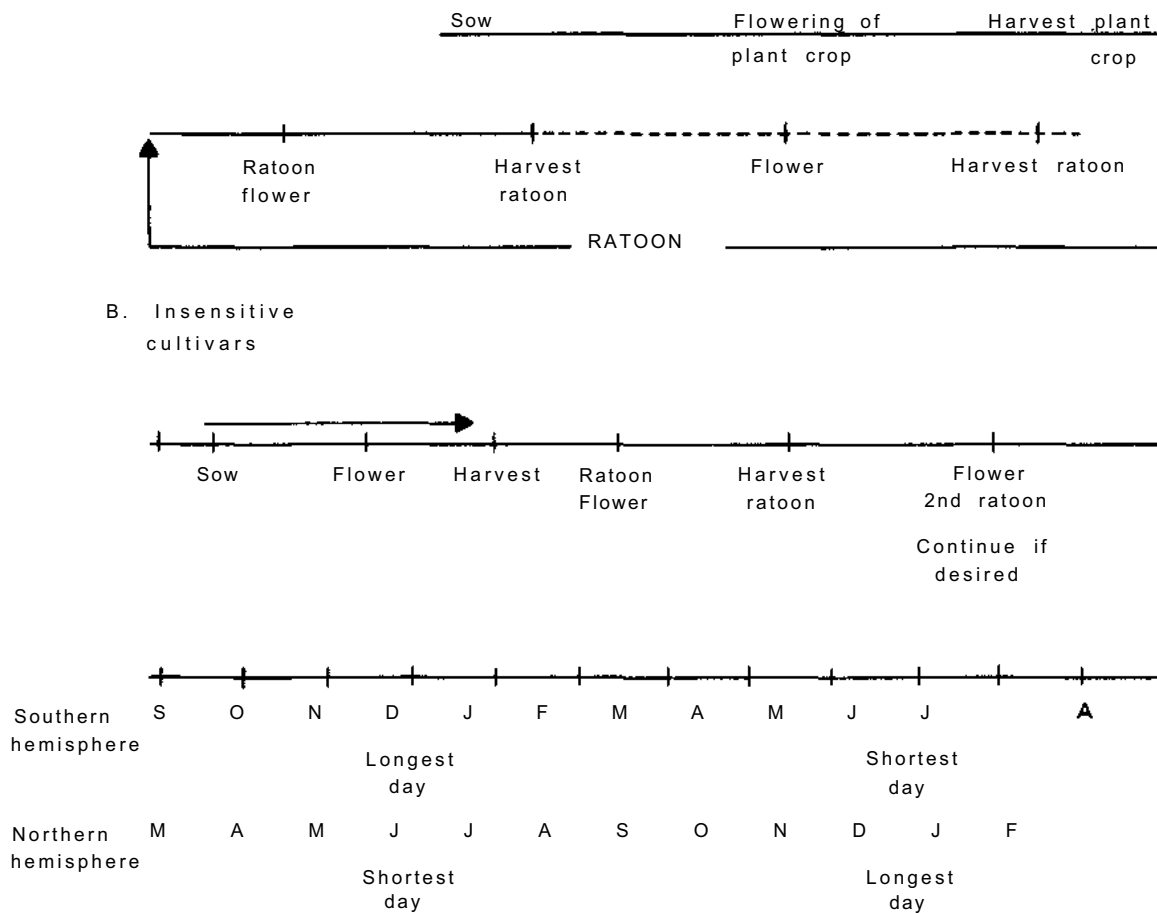 Sow Flowering of Harvest plant
plant crop crop
Ratoon Harvest Flower Harvest ratoon
flower ratoon
RATOON
B. Insensitive
cultivars
Sow Flower Harvest Ratoon Harvest Flower
Flower ratoon 2nd ratoon
Continue if
desired
Southern S O N D J F M A M J J A
hemisphere
Longest Shortest
day day
Northern M A M J J A S O N D J F
hemisphere
Shortest Longest
day day